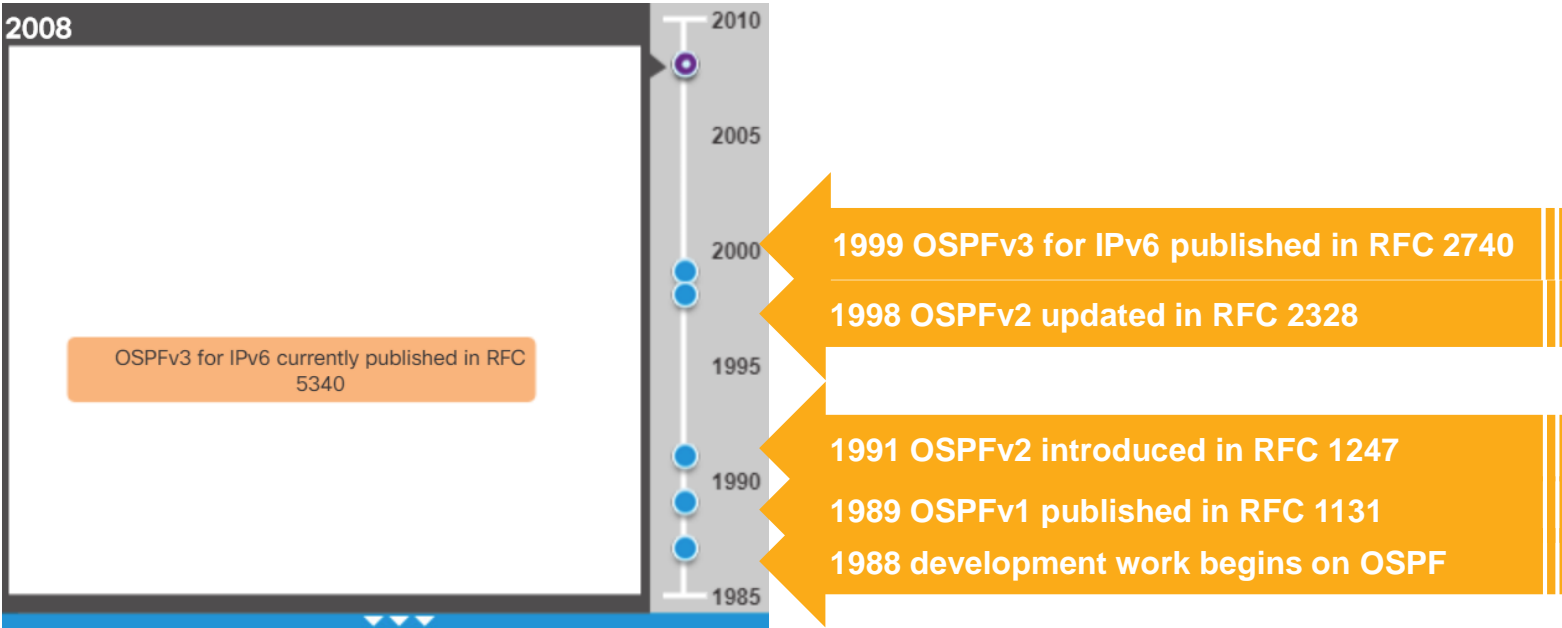 2008
OSPFv3 for IPv6 currently published in RFC
5340
2010
2005
2000
1995
1990
1985
1999 OSPFv3 for IPv6 published in RFC 2740
1998 OSPFv2 updated in RFC 2328
1991 OSPFv2 introduced in RFC 1247
1989 OSPFv1 published in RFC 1131
1988 development work begins on OSPF